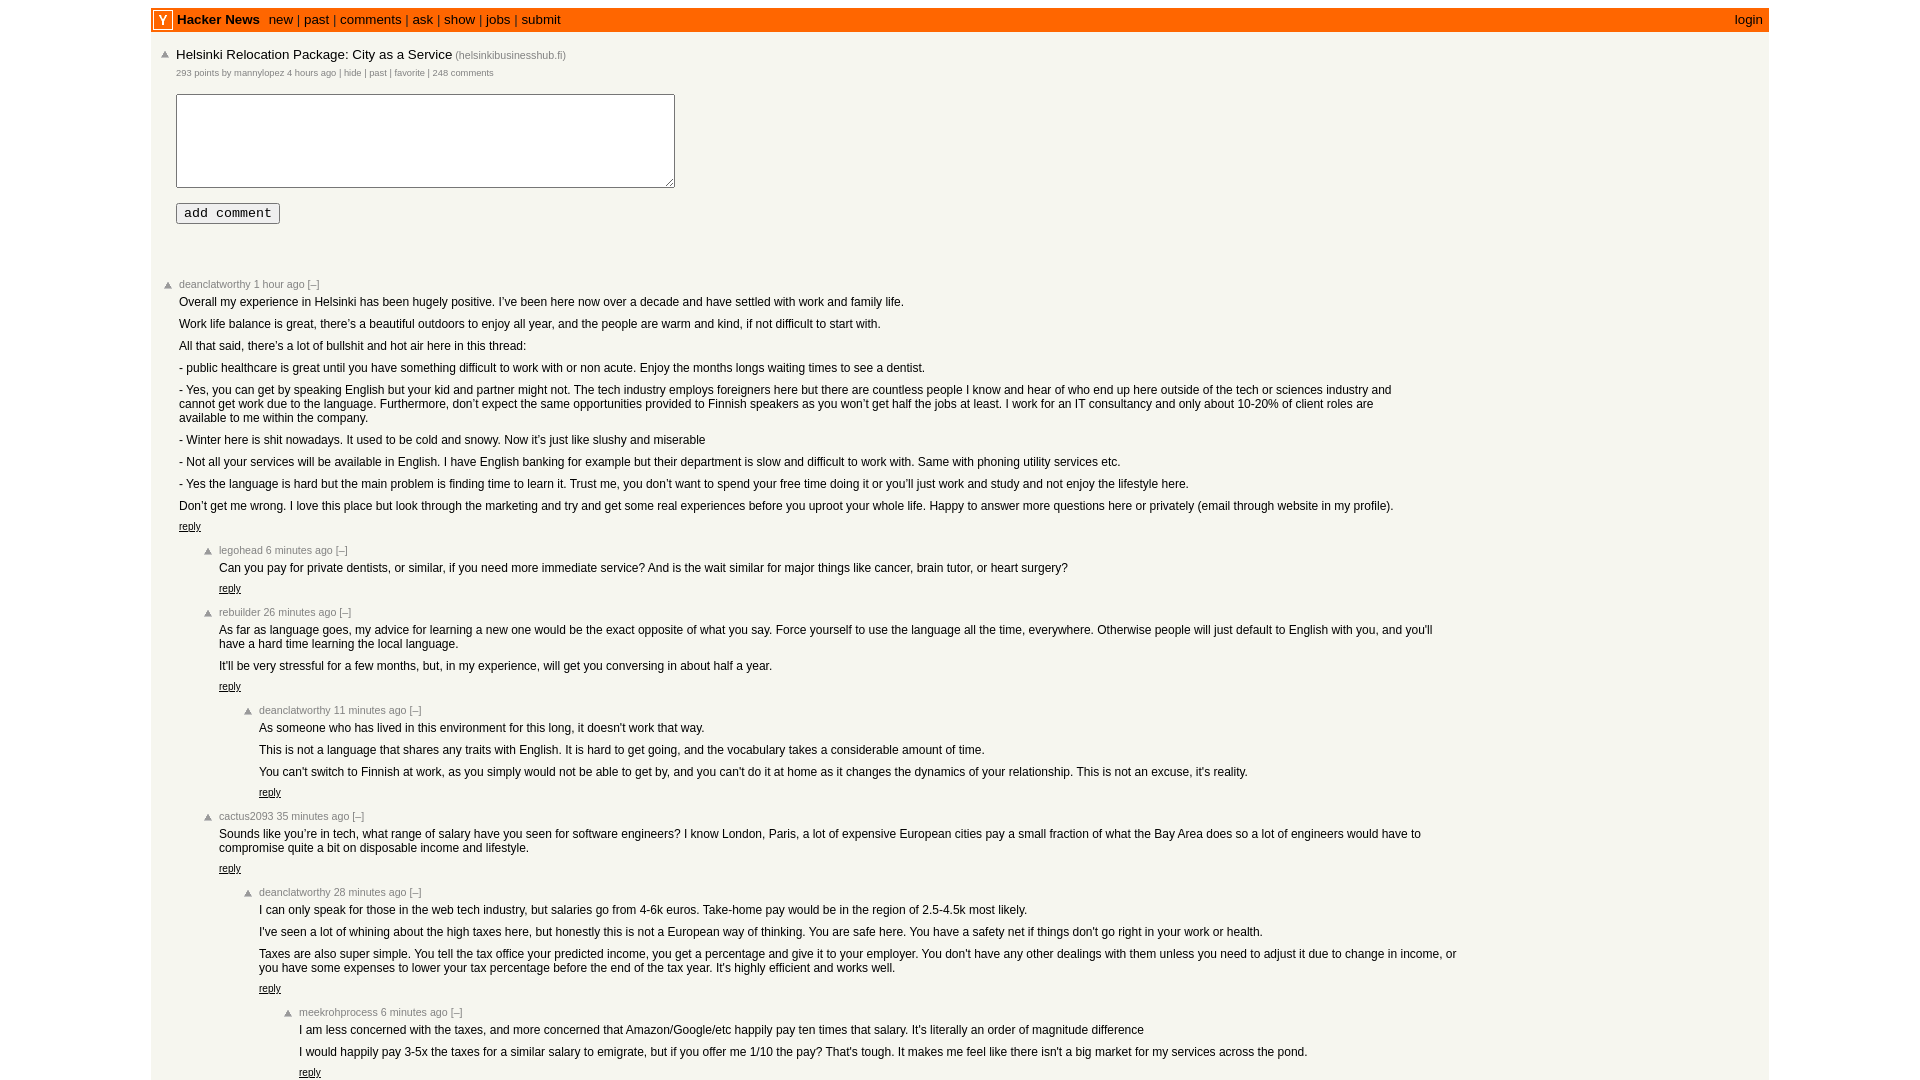 Y Hacker News new | past | comments | ask | show | jobs | submit login
Helsinki Relocation Package: City as a Service (helsinkibusinesshub.fi)
293 points by mannylopez 4 hours ago | hide | past | favorite | 248 comments
add comment
deanclatworthy 1 hour ago [–]
Overall my experience in Helsinki has been hugely positive. I’ve been here now over a decade and have settled with work and family life.
Work life balance is great, there’s a beautiful outdoors to enjoy all year, and the people are warm and kind, if not difficult to start with.
All that said, there’s a lot of bullshit and hot air here in this thread:
- public healthcare is great until you have something difficult to work with or non acute. Enjoy the months longs waiting times to see a dentist.
- Yes, you can get by speaking English but your kid and partner might not. The tech industry employs foreigners here but there are countless people I know and hear of who end up here outside of the tech or sciences industry and
cannot get work due to the language. Furthermore, don’t expect the same opportunities provided to Finnish speakers as you won’t get half the jobs at least. I work for an IT consultancy and only about 10-20% of client roles are
available to me within the company.
- Winter here is shit nowadays. It used to be cold and snowy. Now it’s just like slushy and miserable
- Not all your services will be available in English. I have English banking for example but their department is slow and difficult to work with. Same with phoning utility services etc.
- Yes the language is hard but the main problem is finding time to learn it. Trust me, you don’t want to spend your free time doing it or you’ll just work and study and not enjoy the lifestyle here.
Don’t get me wrong. I love this place but look through the marketing and try and get some real experiences before you uproot your whole life. Happy to answer more questions here or privately (email through website in my profile).
reply
legohead 6 minutes ago [–]
Can you pay for private dentists, or similar, if you need more immediate service? And is the wait similar for major things like cancer, brain tutor, or heart surgery?
reply
rebuilder 26 minutes ago [–]
As far as language goes, my advice for learning a new one would be the exact opposite of what you say. Force yourself to use the language all the time, everywhere. Otherwise people will just default to English with you, and you'll
have a hard time learning the local language.
It'll be very stressful for a few months, but, in my experience, will get you conversing in about half a year.
reply
deanclatworthy 11 minutes ago [–]
As someone who has lived in this environment for this long, it doesn't work that way.
This is not a language that shares any traits with English. It is hard to get going, and the vocabulary takes a considerable amount of time.
You can't switch to Finnish at work, as you simply would not be able to get by, and you can't do it at home as it changes the dynamics of your relationship. This is not an excuse, it's reality.
reply
cactus2093 35 minutes ago [–]
Sounds like you’re in tech, what range of salary have you seen for software engineers? I know London, Paris, a lot of expensive European cities pay a small fraction of what the Bay Area does so a lot of engineers would have to
compromise quite a bit on disposable income and lifestyle.
reply
deanclatworthy 28 minutes ago [–]
I can only speak for those in the web tech industry, but salaries go from 4-6k euros. Take-home pay would be in the region of 2.5-4.5k most likely.
I've seen a lot of whining about the high taxes here, but honestly this is not a European way of thinking. You are safe here. You have a safety net if things don't go right in your work or health.
Taxes are also super simple. You tell the tax office your predicted income, you get a percentage and give it to your employer. You don't have any other dealings with them unless you need to adjust it due to change in income, or
you have some expenses to lower your tax percentage before the end of the tax year. It's highly efficient and works well.
reply
meekrohprocess 6 minutes ago [–]
I am less concerned with the taxes, and more concerned that Amazon/Google/etc happily pay ten times that salary. It's literally an order of magnitude difference
I would happily pay 3-5x the taxes for a similar salary to emigrate, but if you offer me 1/10 the pay? That's tough. It makes me feel like there isn't a big market for my services across the pond.
reply